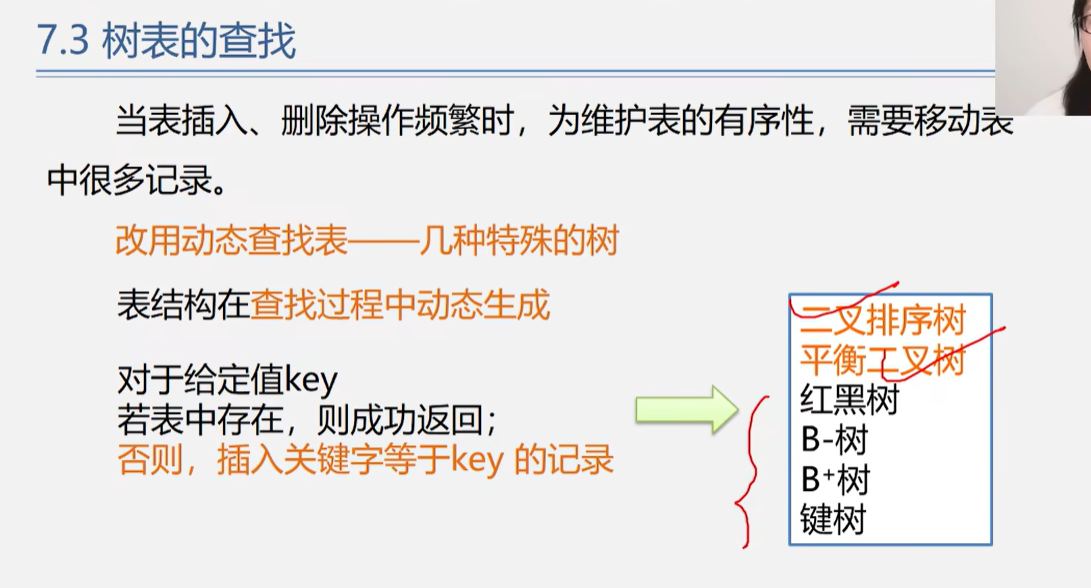 7.3 树表的查找
当表插入、删除操作频繁时，为维护表的有序性，需要移动表
中很多记录。
改用动态查找表——几种特殊的树
表结构在查找过程中动态生成
对于给定值key
若表中存在，则成功返回；
否则，插入关键字等于key 的记录
二叉排序树
平衡二叉树
红黑树
B-树
B⁺树
键树